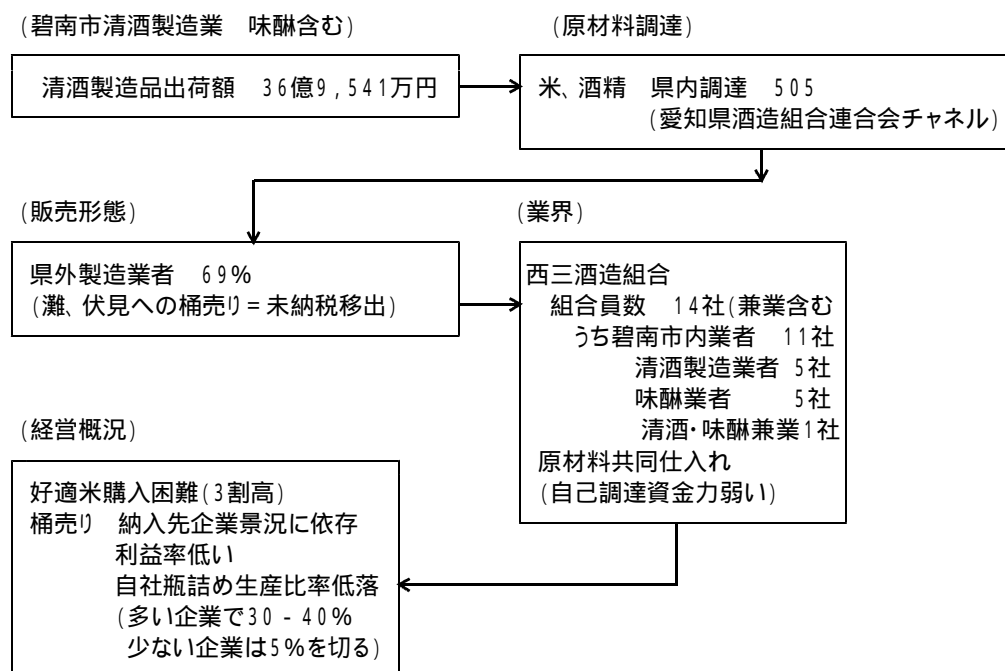 (碧南市清酒製造業　味醂含む)
(原材料調達)
清酒製造品出荷額　36億9,541万円
米、酒精　県内調達　505
(愛知県酒造組合連合会チャネル)
(販売形態)
(業界)
県外製造業者　69%
(灘、伏見への桶売り=未納税移出)
西三酒造組合
組合員数　14社(兼業含む
うち碧南市内業者　11社
清酒製造業者　5社
味醂業者　5社
清酒・味醂兼業1社
原材料共同仕入れ
(自己調達資金力弱い)
(経営概況)
好適米購入困難(3割高)
桶売り　納入先企業景況に依存
利益率低い
自社瓶詰め生産比率低落
(多い企業で30-40%
少ない企業は5%を切る)